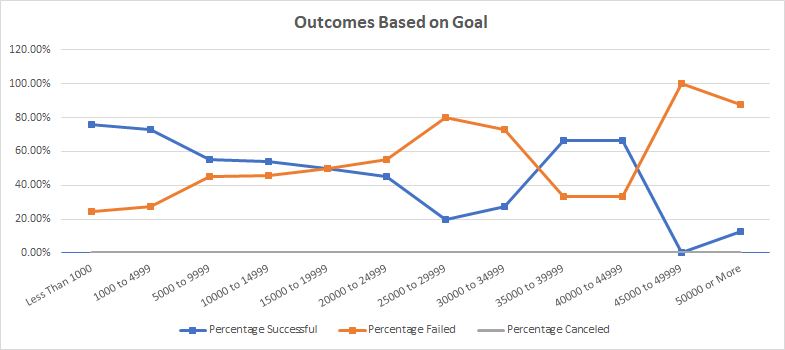 Outcomes Based on Goal
120.00%
100.00%
80.00%
60.00%
40.00%
20.00%
0.00%
Less Than 1000
1000 to 4999
5000 to 9999
10000 to 14999
15000 to 19999
20000 to 24999
25000 to 29999
30000 to 34999
35000 to 39999
40000 to 44999
45000 to 49999
50000 or More
Percentage Successful
Percentage Failed
Percentage Canceled